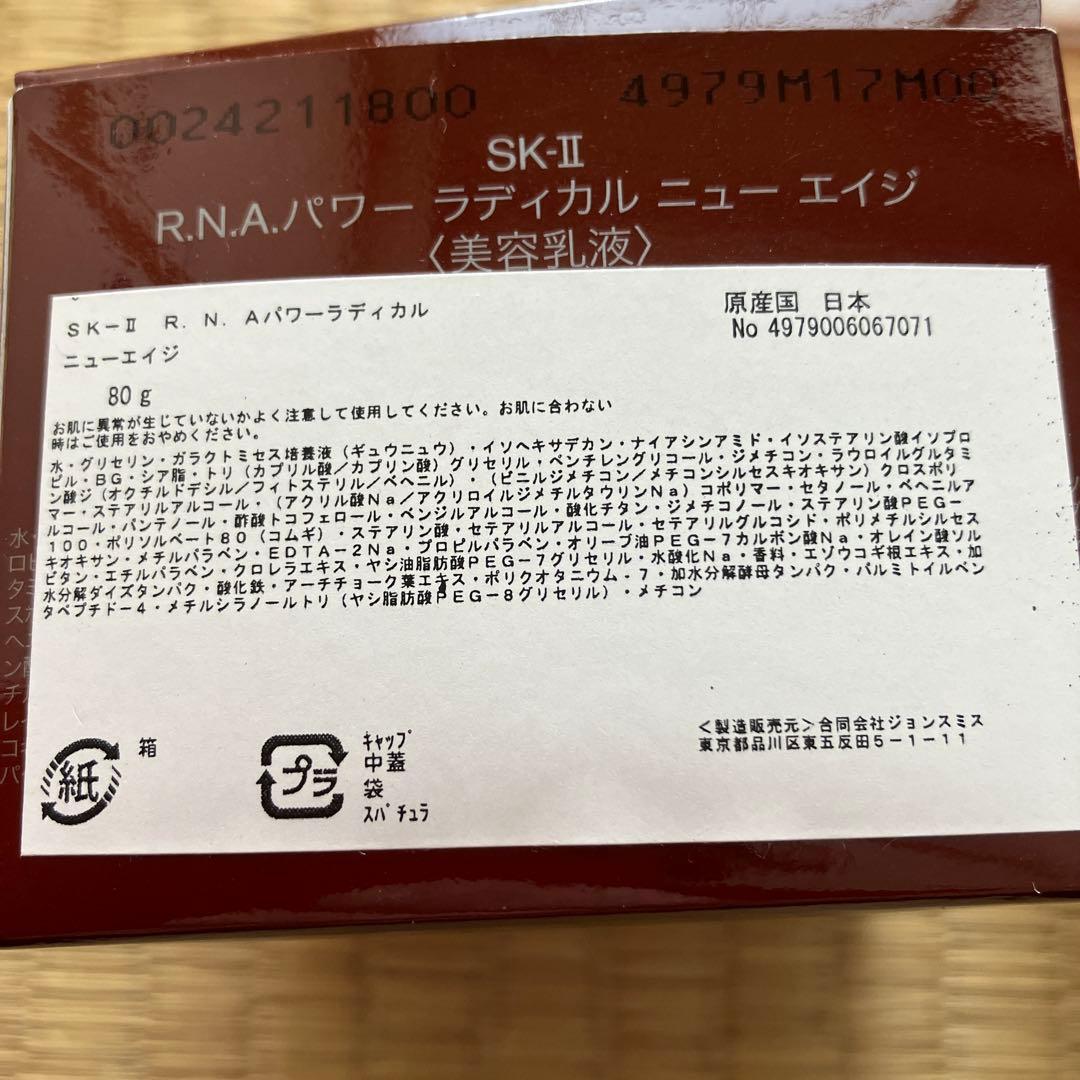 0024211800
4979M17M00
SK-II
R.N.A.パワー ラディカル ニュー エイジ
〈美容乳液〉
SK-II R.N.Aパワーラディカル
ニューエイジ
80g
原産国 日本
No 4979006067071
お肌に異常が生じていないかよく注意して使用してください。お肌に合わない
時はご使用をおやめください。
水・グリセリン・ガラクトミセス培養液(ギュウニュウ)・イソヘキサデカン・ナイアシンアミド・イソステアリン酸イソプロ
ピル・BG・シア脂・トリ(カプリル酸/カプリン酸)グリセリル・ペンチレングリコール・ジメチコン・ラウロイルグルタミ
ン酸ジ(オクチルドデシル/フィトステリル/ベヘニル)・(ビニルジメチコン/メチコンシルセスキオキサン)クロスポリ
マー・ステアリルアルコール・(アクリル酸Na/アクリロイルジメチルタウリンNa)コポリマー・セタノール・ベヘニルア
ルコール・パンテノール・酢酸トコフェロール・ベンジルアルコール・酸化チタン・ジメチコノール・ステアリン酸PEG-
100・ポリソルベート80(コムギ)・ステアリン酸・セテアリルアルコール・セテアリルグルコシド・ポリメチルシルセス
キオキサン・メチルパラベン・EDTA-2Na・プロピルパラベン・オリーブ油PEG-7カルボン酸Na・オレイン酸ソル
ビタン・エチルパラベン・クロレラエキス・ヤシ油脂肪酸PEG-7グリセリル・水酸化Na・香料・エゾウコギ根エキス・加
水分解ダイズタンパク・酸化鉄・アーチチョーク葉エキス・ポリクオタニウム-7・加水分解酵母タンパク・パルミトイルペン
タペプチド-4・メチルシラノールトリ(ヤシ脂肪酸PEG-8グリセリル)・メチコン
紙
箱
プラ
ｷｬｯﾌﾟ
中蓋
袋
ｽﾊﾟﾁｭﾗ
<製造販売元>合同会社ジョンスミス
東京都品川区東五反田5-1-11